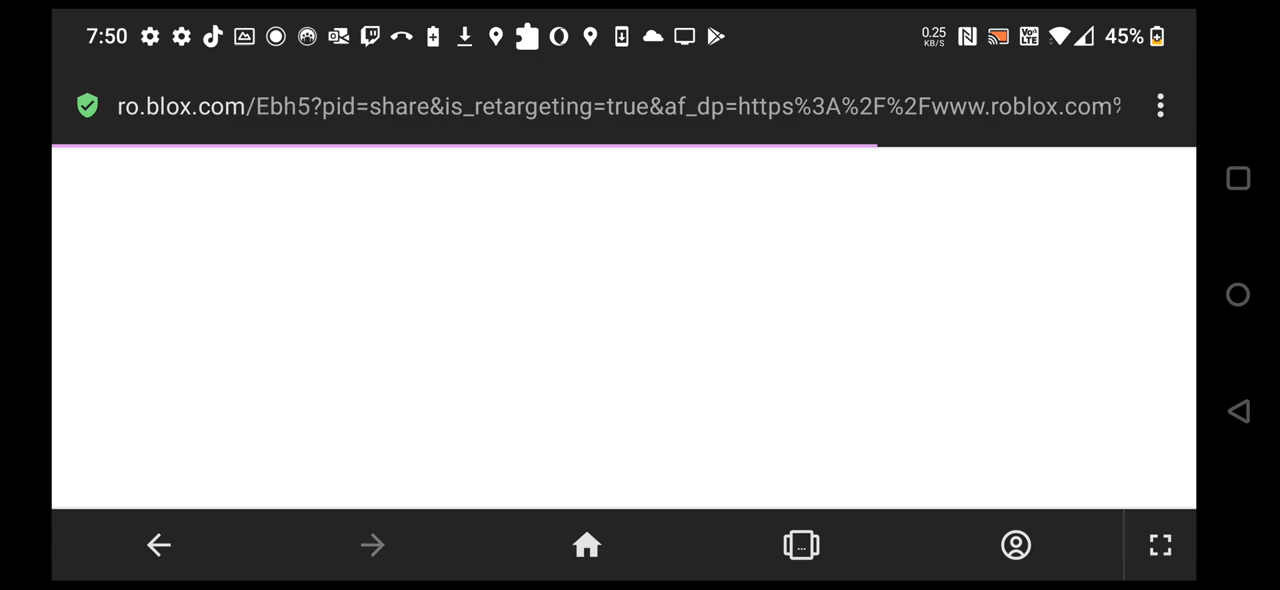 7:50 0.25 KB/S VoLTE 45%
ro.blox.com/Ebh5?pid=share&is_retargeting=true&af_dp=https%3A%2F%2Fwww.roblox.com%